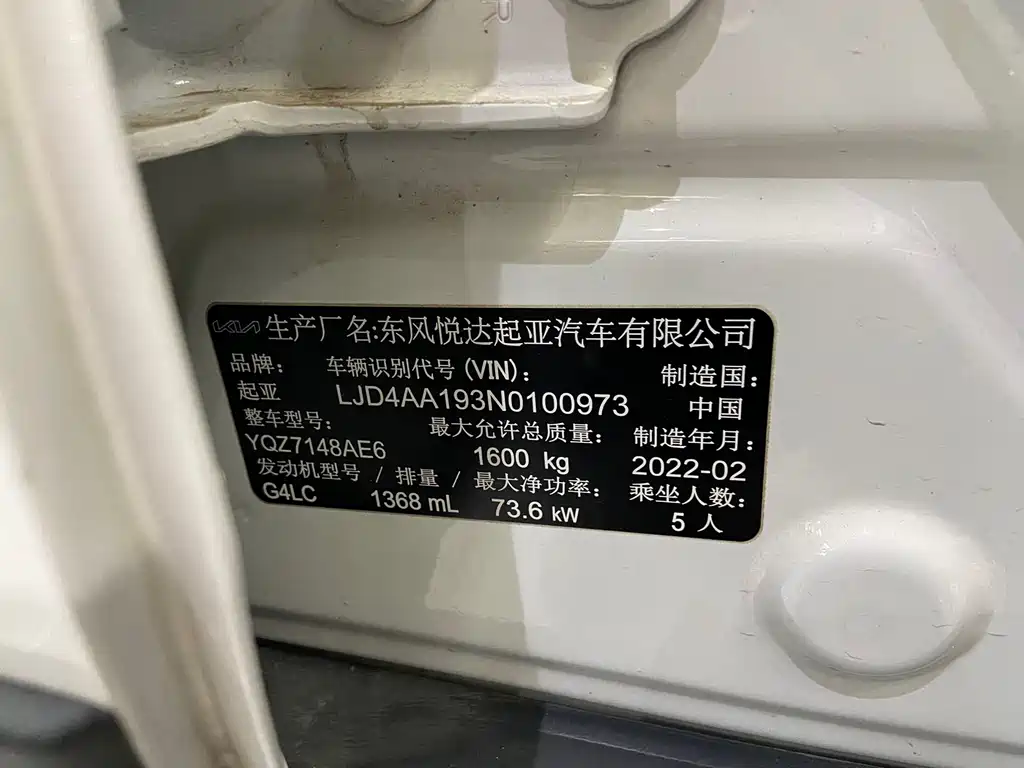 KIA 生产厂名:东风悦达起亚汽车有限公司
品牌: 车辆识别代号(VIN): 制造国:
起亚 LJD4AA193N0100973 中国
整车型号: 最大允许总质量: 制造年月:
YQZ7148AE6 1600 kg 2022-02
发动机型号 / 排量 / 最大净功率: 乘坐人数:
G4LC 1368 mL 73.6 kW 5 人